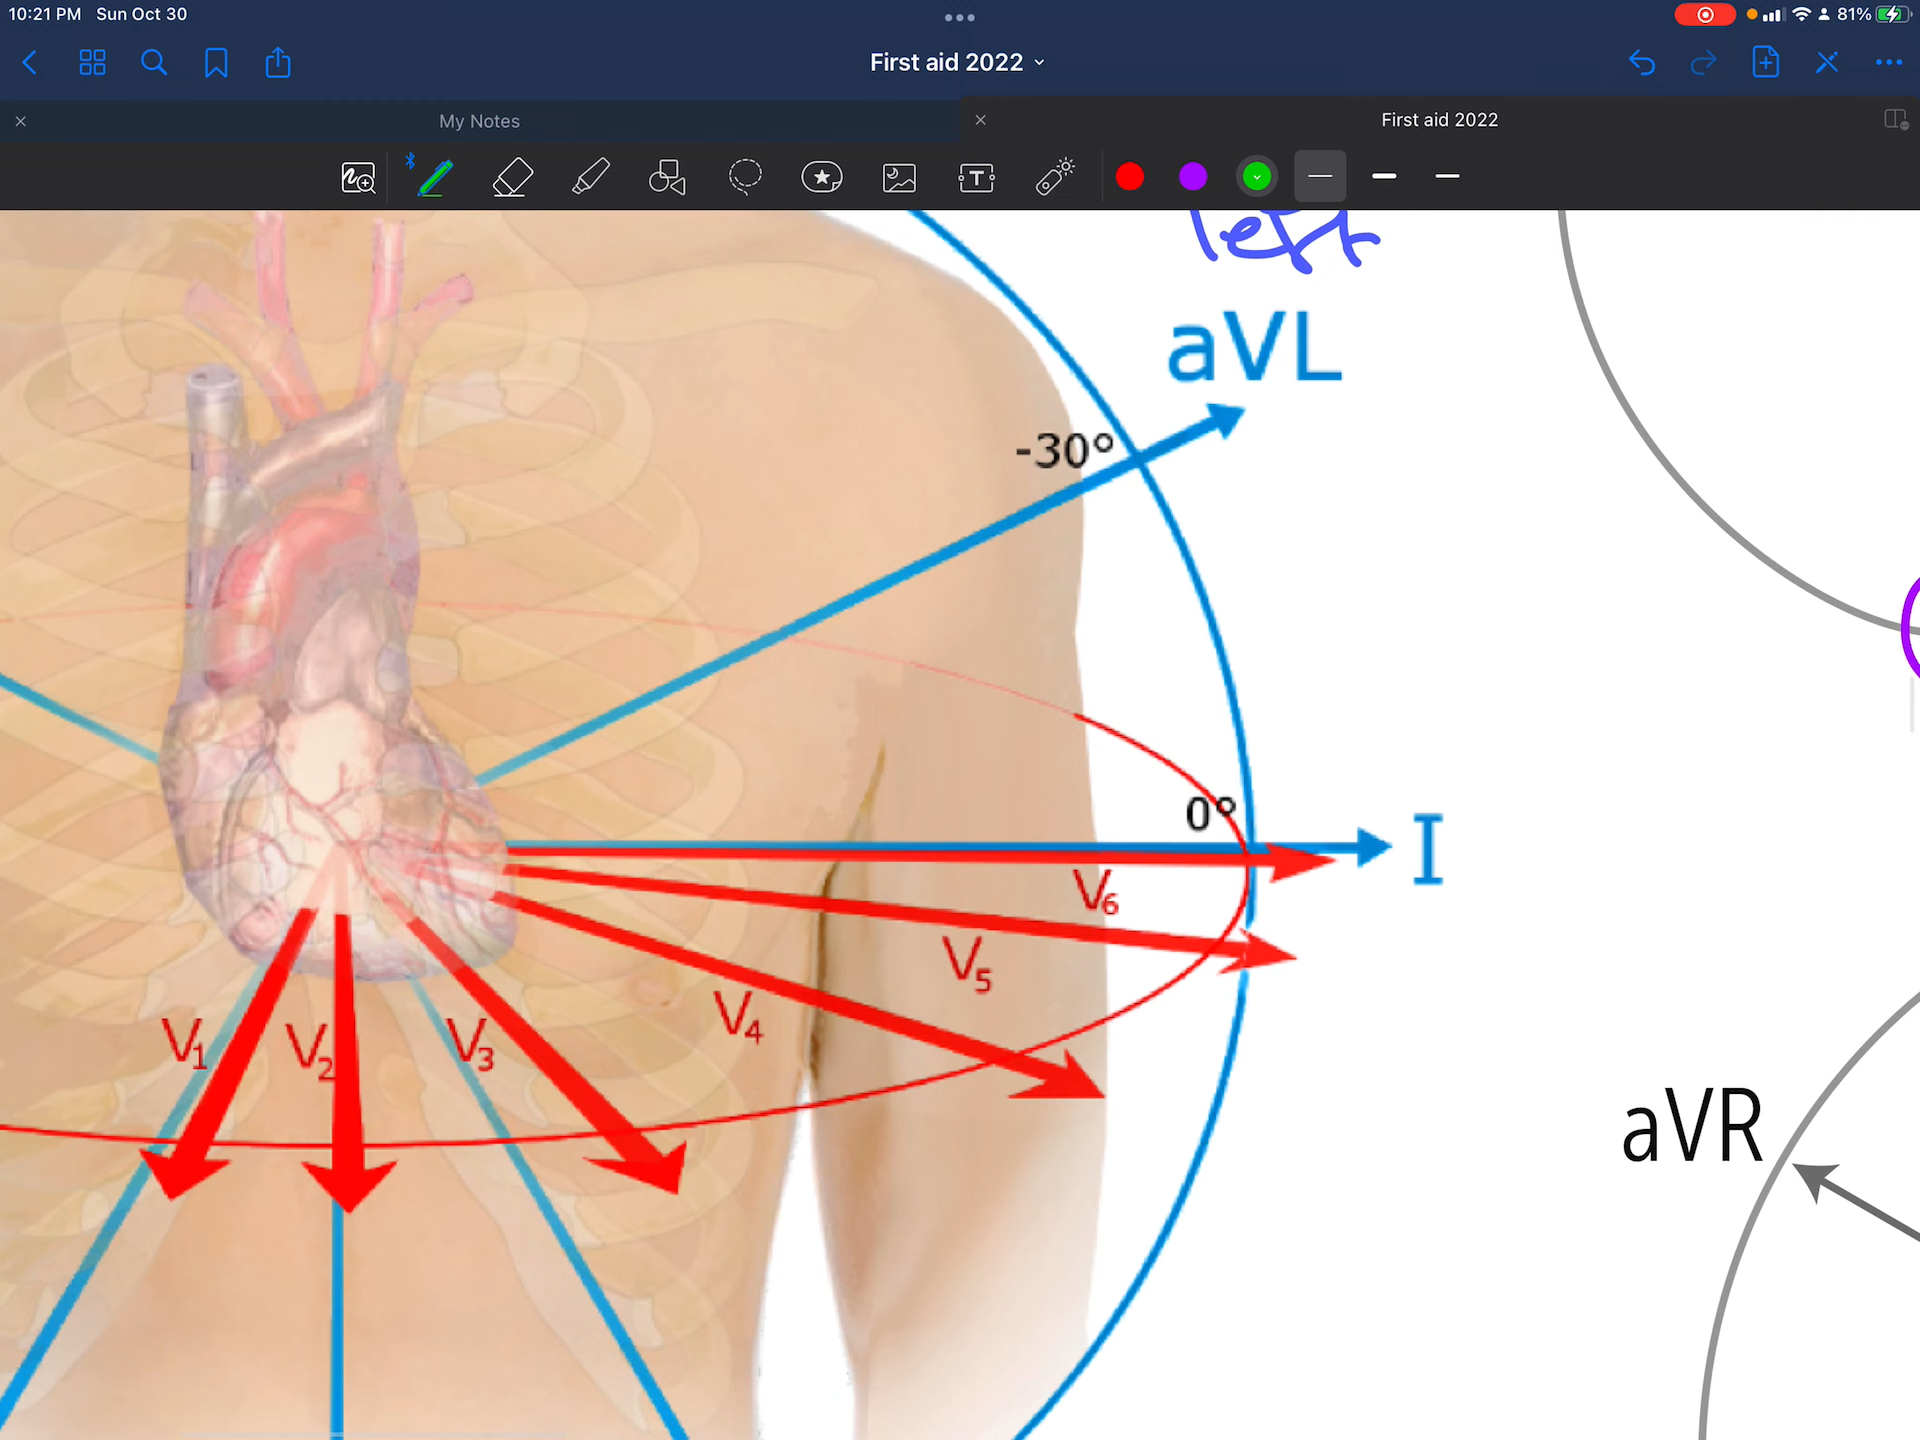 10:21 PM Sun Oct 30
81%
First aid 2022
My Notes
First aid 2022
left
aVL
-30°
0°
I
V6
V5
V4
V1
V2
V3
aVR